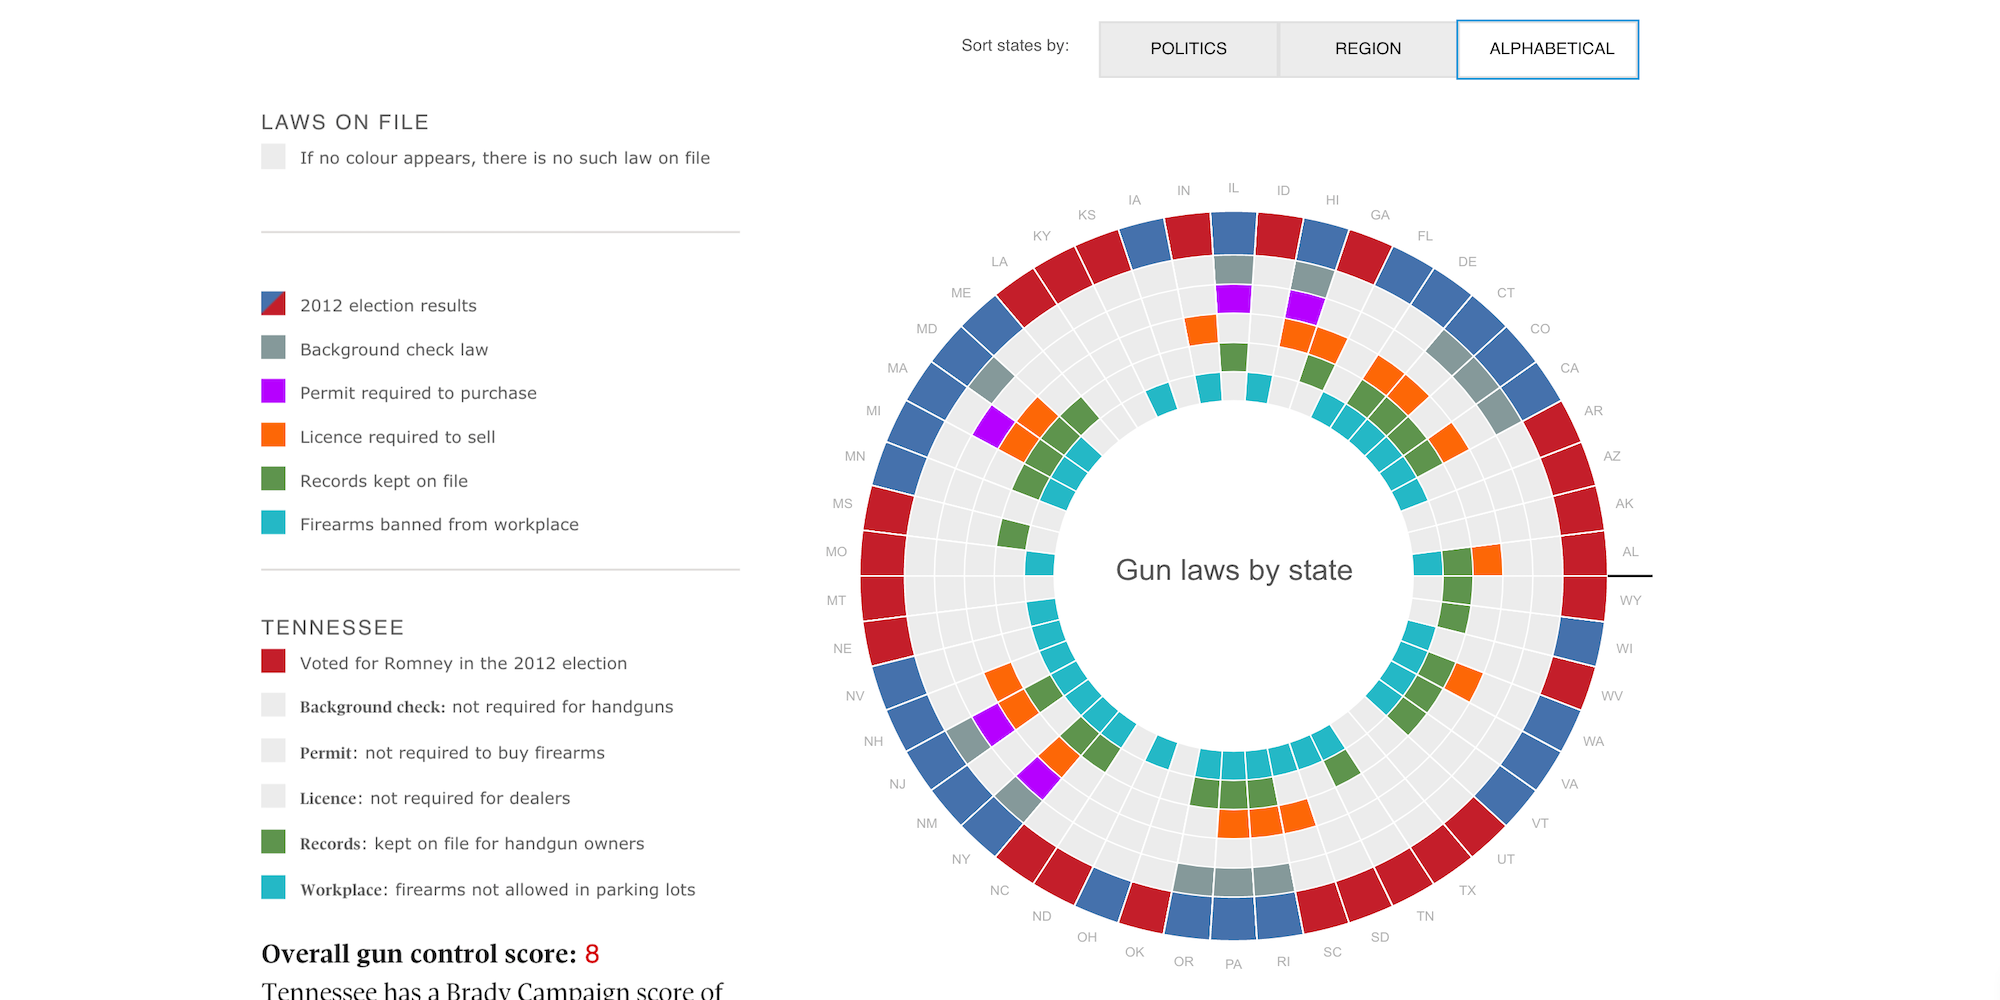 Sort states by:
POLITICS
REGION
ALPHABETICAL
LAWS ON FILE
If no colour appears, there is no such law on file
2012 election results
Background check law
Permit required to purchase
Licence required to sell
Records kept on file
Firearms banned from workplace
TENNESSEE
Voted for Romney in the 2012 election
Background check: not required for handguns
Permit: not required to buy firearms
Licence: not required for dealers
Records: kept on file for handgun owners
Workplace: firearms not allowed in parking lots
Overall gun control score: 8
Tennessee has a Brady Campaign score of
Gun laws by state
IL
ID
HI
GA
FL
DE
CT
CO
CA
AR
AZ
AK
AL
WY
WI
WV
WA
VA
VT
UT
TX
TN
SD
SC
RI
PA
OR
OK
OH
ND
NC
NY
NM
NJ
NH
NV
NE
MT
MO
MS
MN
MI
MA
MD
ME
LA
KY
KS
IA
IN